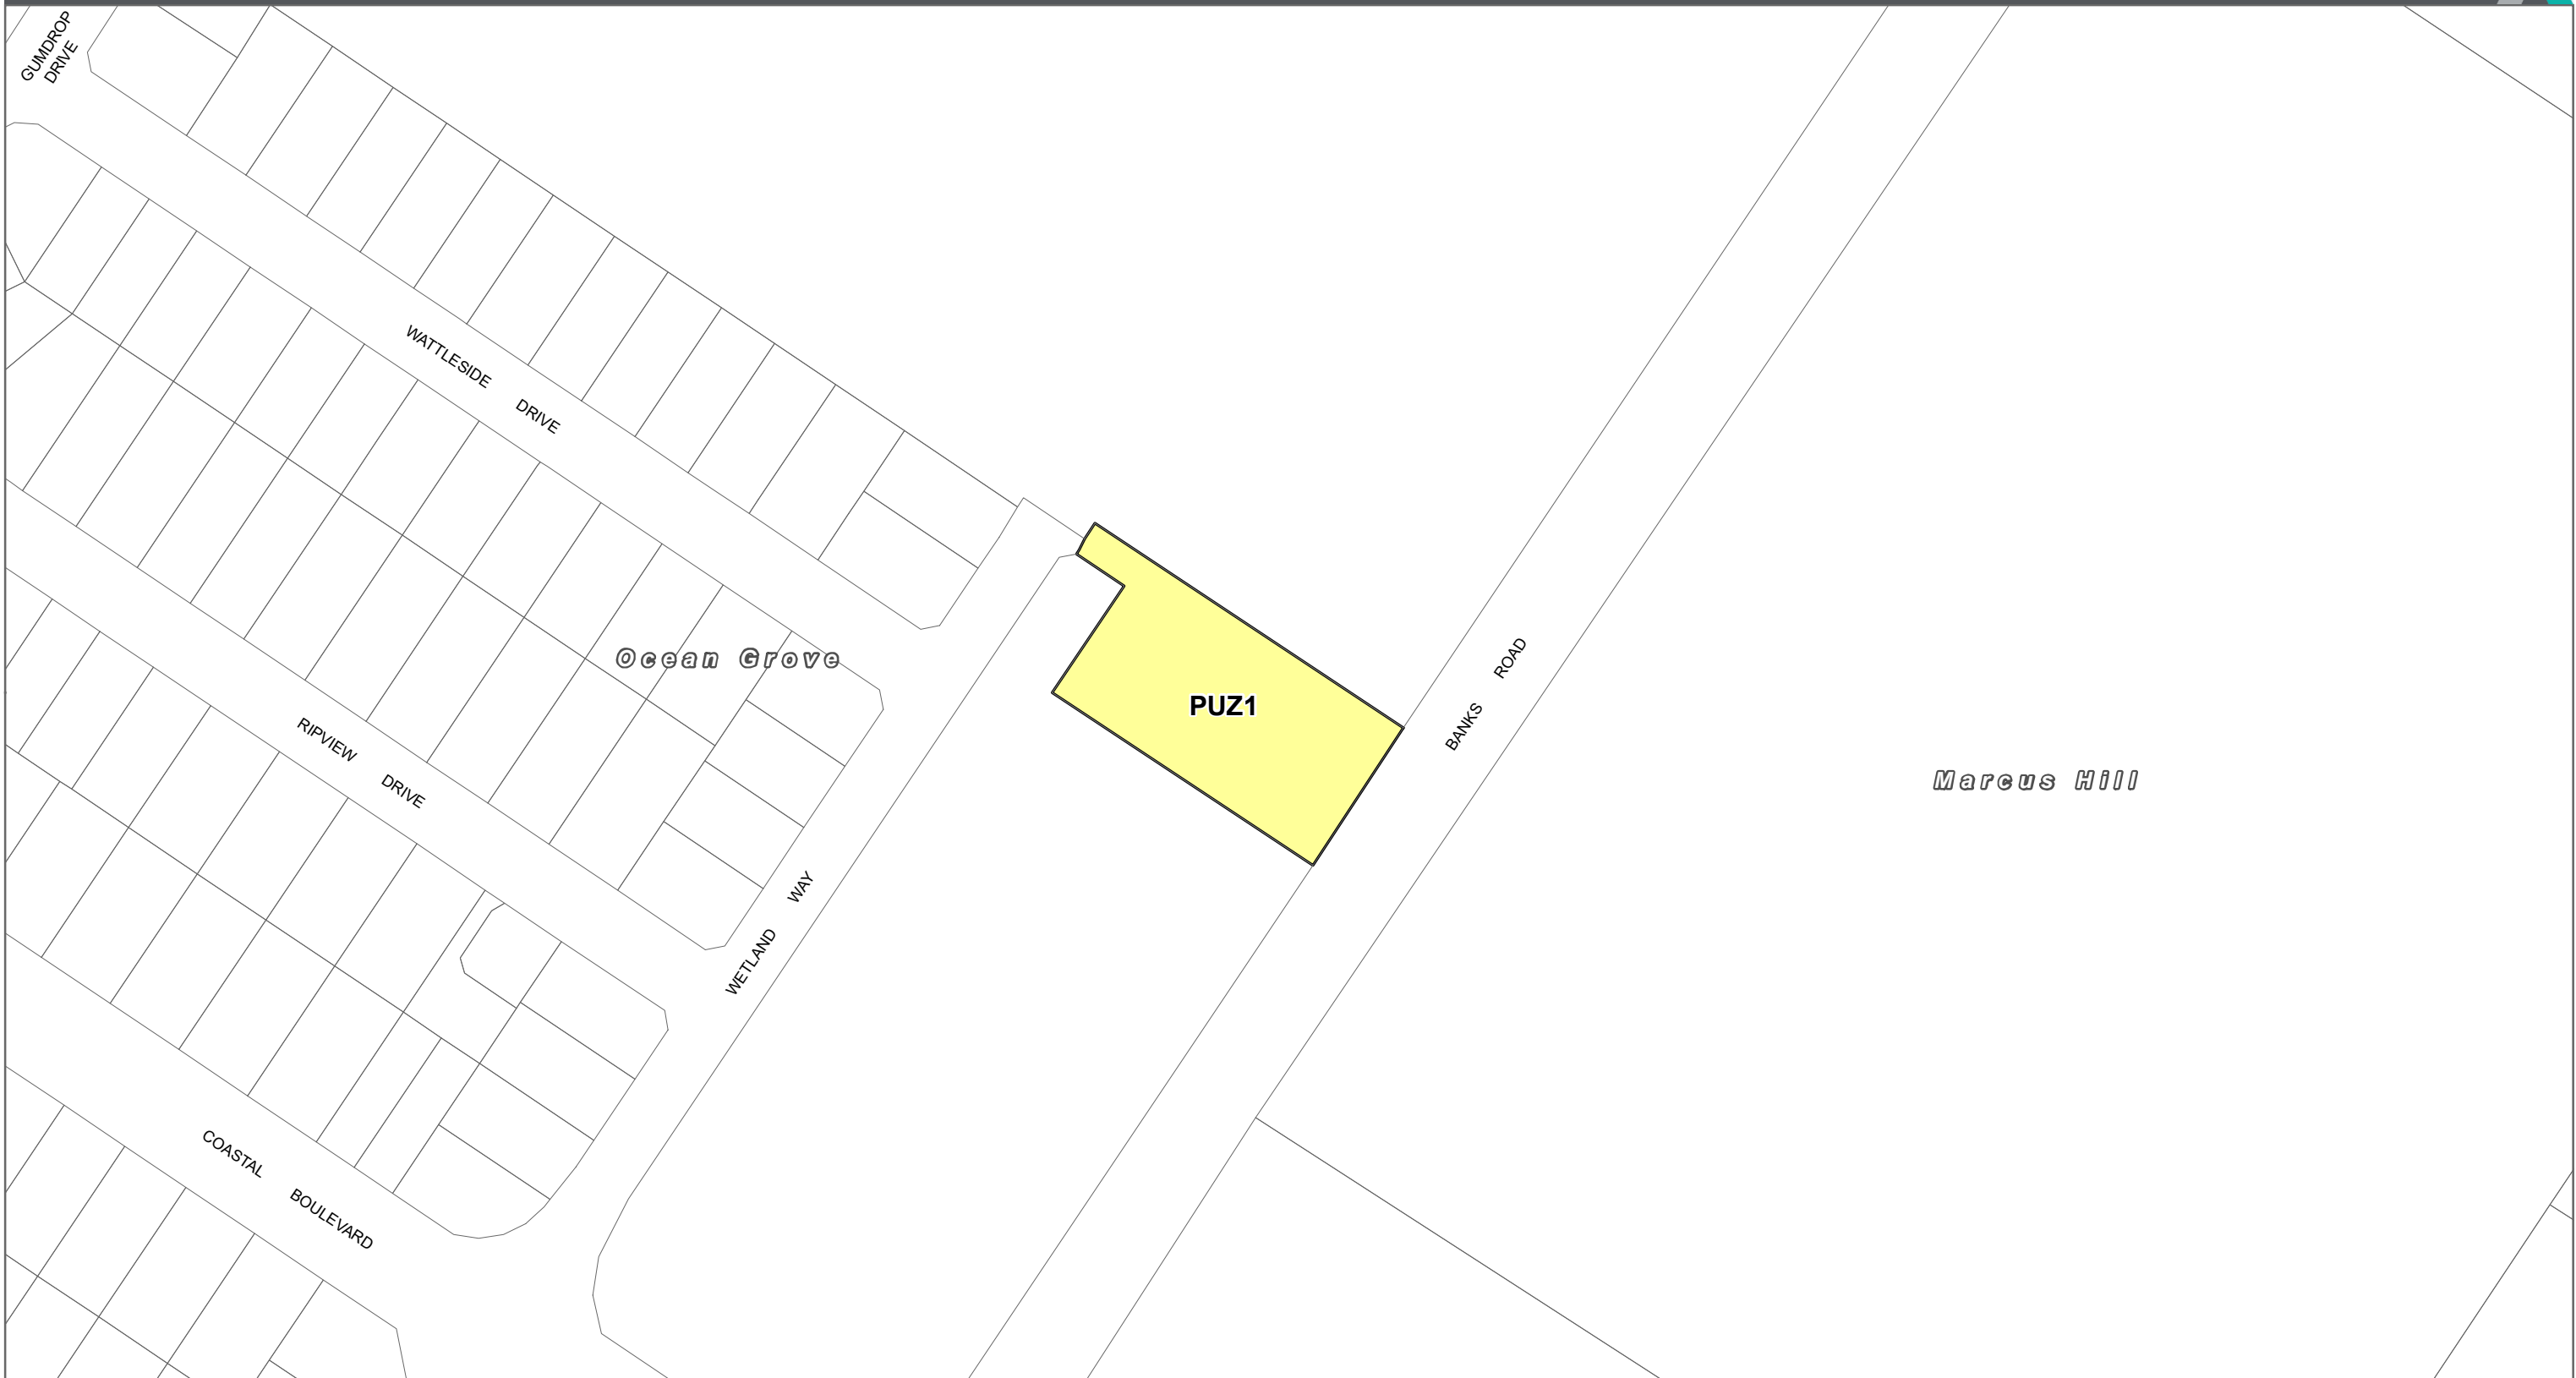 GUMDROP
DRIVE
WATTLESIDE DRIVE
Ocean Grove
PUZ1
BANKS ROAD
RIPVIEW DRIVE
Marcus Hill
WETLAND WAY
COASTAL BOULEVARD